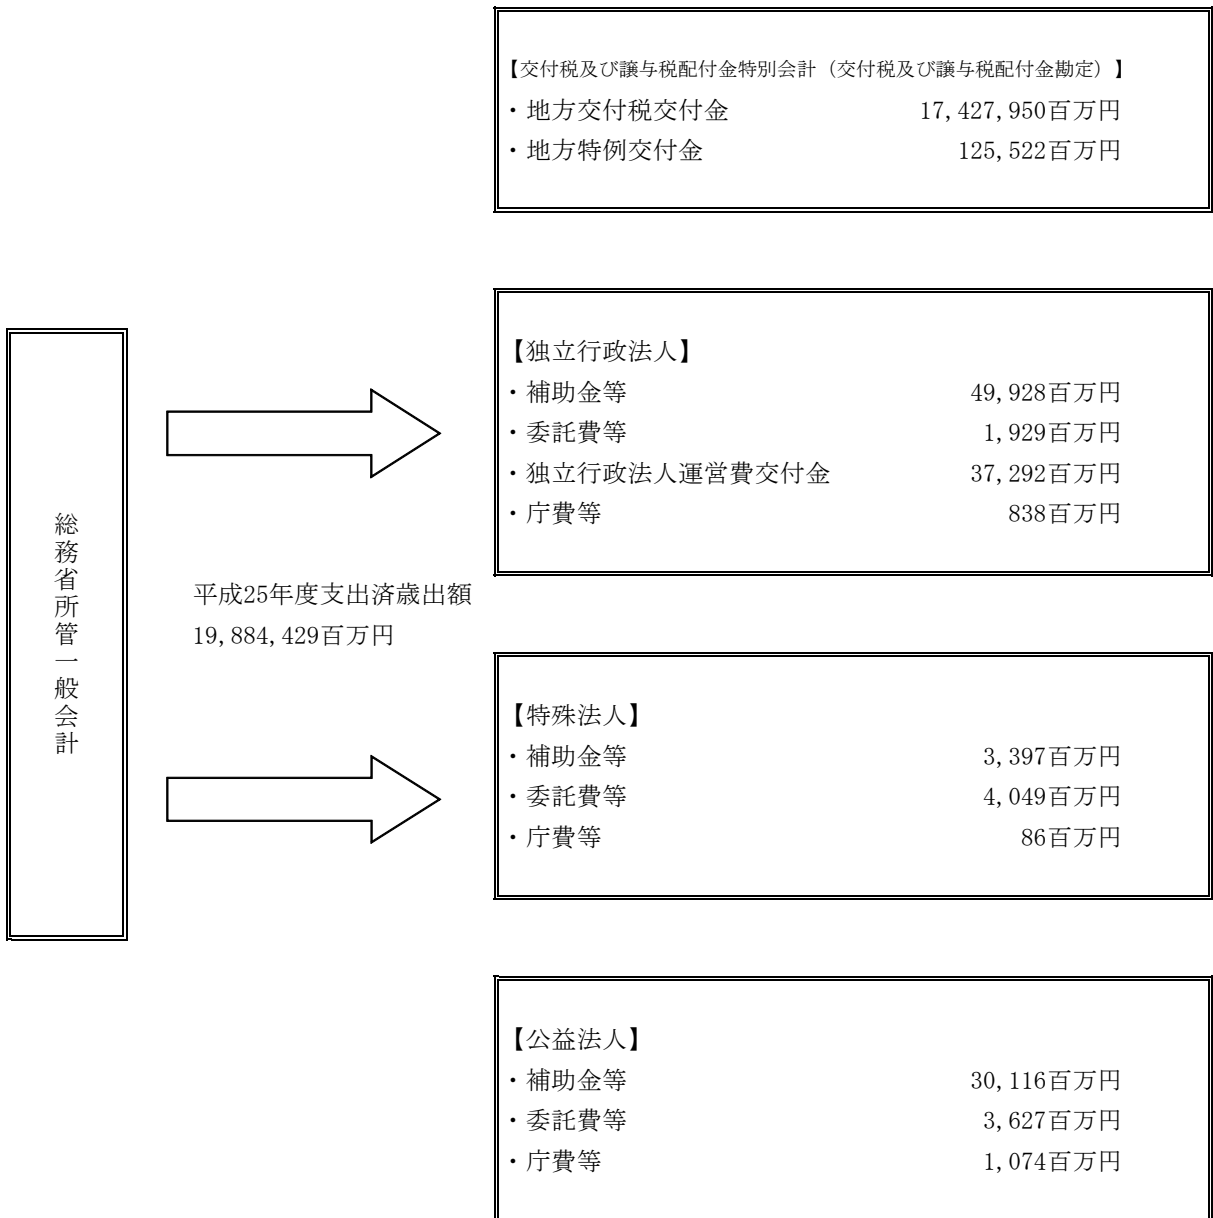 【交付税及び譲与税配付金特別会計（交付税及び譲与税配付金勘定）】
・地方交付税交付金 17,427,950百万円
・地方特例交付金 125,522百万円
総務省所管一般会計
平成25年度支出済歳出額
19,884,429百万円
【独立行政法人】
・補助金等 49,928百万円
・委託費等 1,929百万円
・独立行政法人運営費交付金 37,292百万円
・庁費等 838百万円
【特殊法人】
・補助金等 3,397百万円
・委託費等 4,049百万円
・庁費等 86百万円
【公益法人】
・補助金等 30,116百万円
・委託費等 3,627百万円
・庁費等 1,074百万円